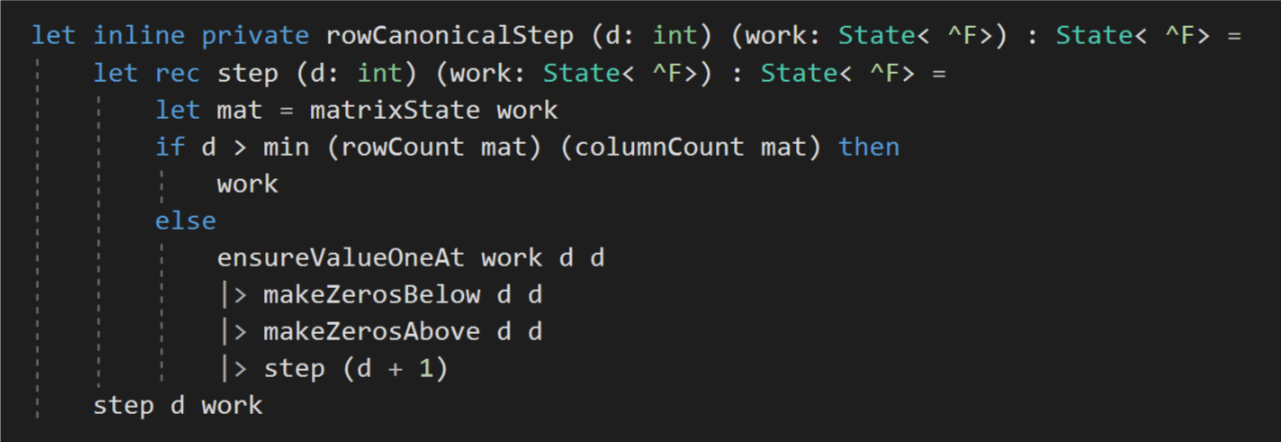 let inline private rowCanonicalStep (d: int) (work: State< ^F>) : State< ^F> =
    let rec step (d: int) (work: State< ^F>) : State< ^F> =
        let mat = matrixState work
        if d > min (rowCount mat) (columnCount mat) then
            work
        else
            ensureValueOneAt work d d
            |> makeZerosBelow d d
            |> makeZerosAbove d d
            |> step (d + 1)
    step d work